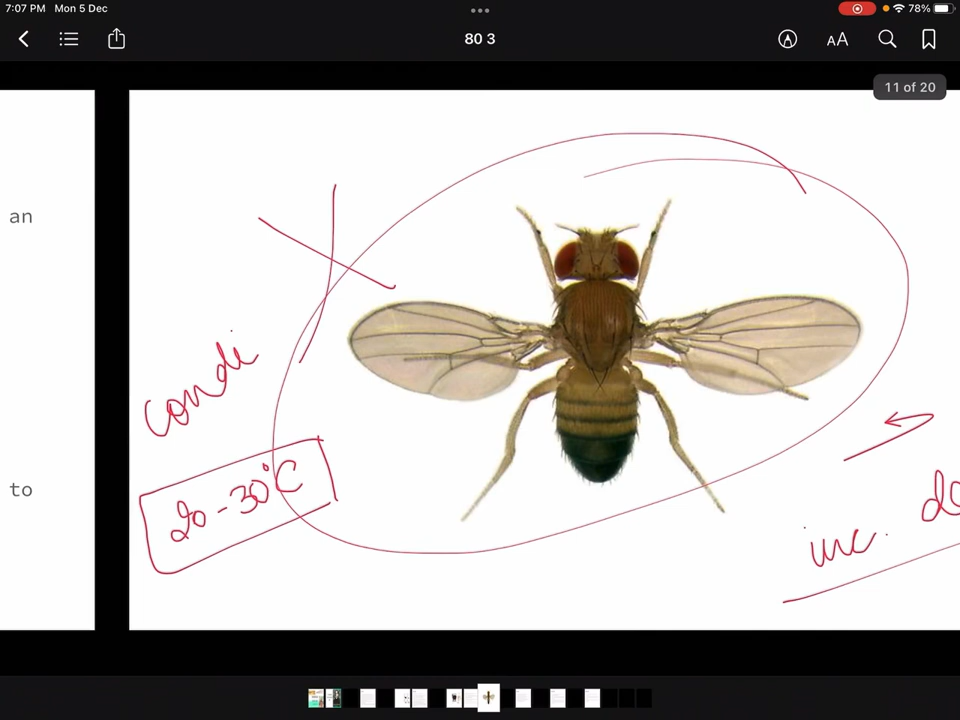 7:07 PM Mon 5 Dec
78%
80 3
AA
11 of 20
an
condi
20-30°C
to
inc. de